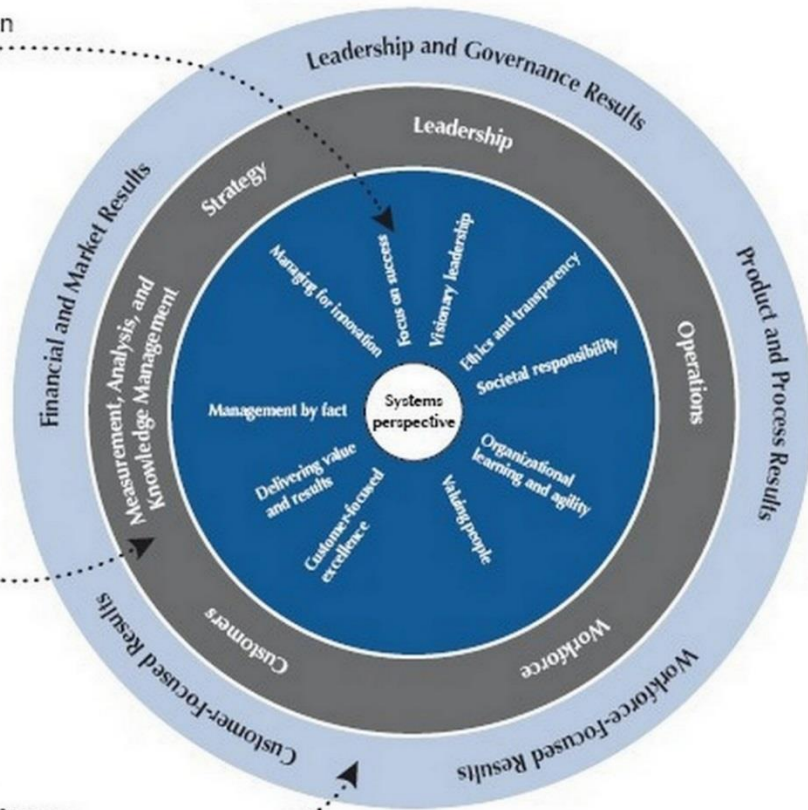 n
Leadership and Governance Results
Product and Process Results
Workforce-Focused Results
Customer-Focused Results
Financial and Market Results
Leadership
Operations
Workforce
Customers
Measurement, Analysis, and
Knowledge Management
Strategy
Focus on success
Visionary leadership
Ethics and transparency
Societal responsibility
Organizational
learning and agility
Valuing people
Customer-focused
excellence
Delivering value
and results
Management by fact
Managing for innovation
Systems
perspective